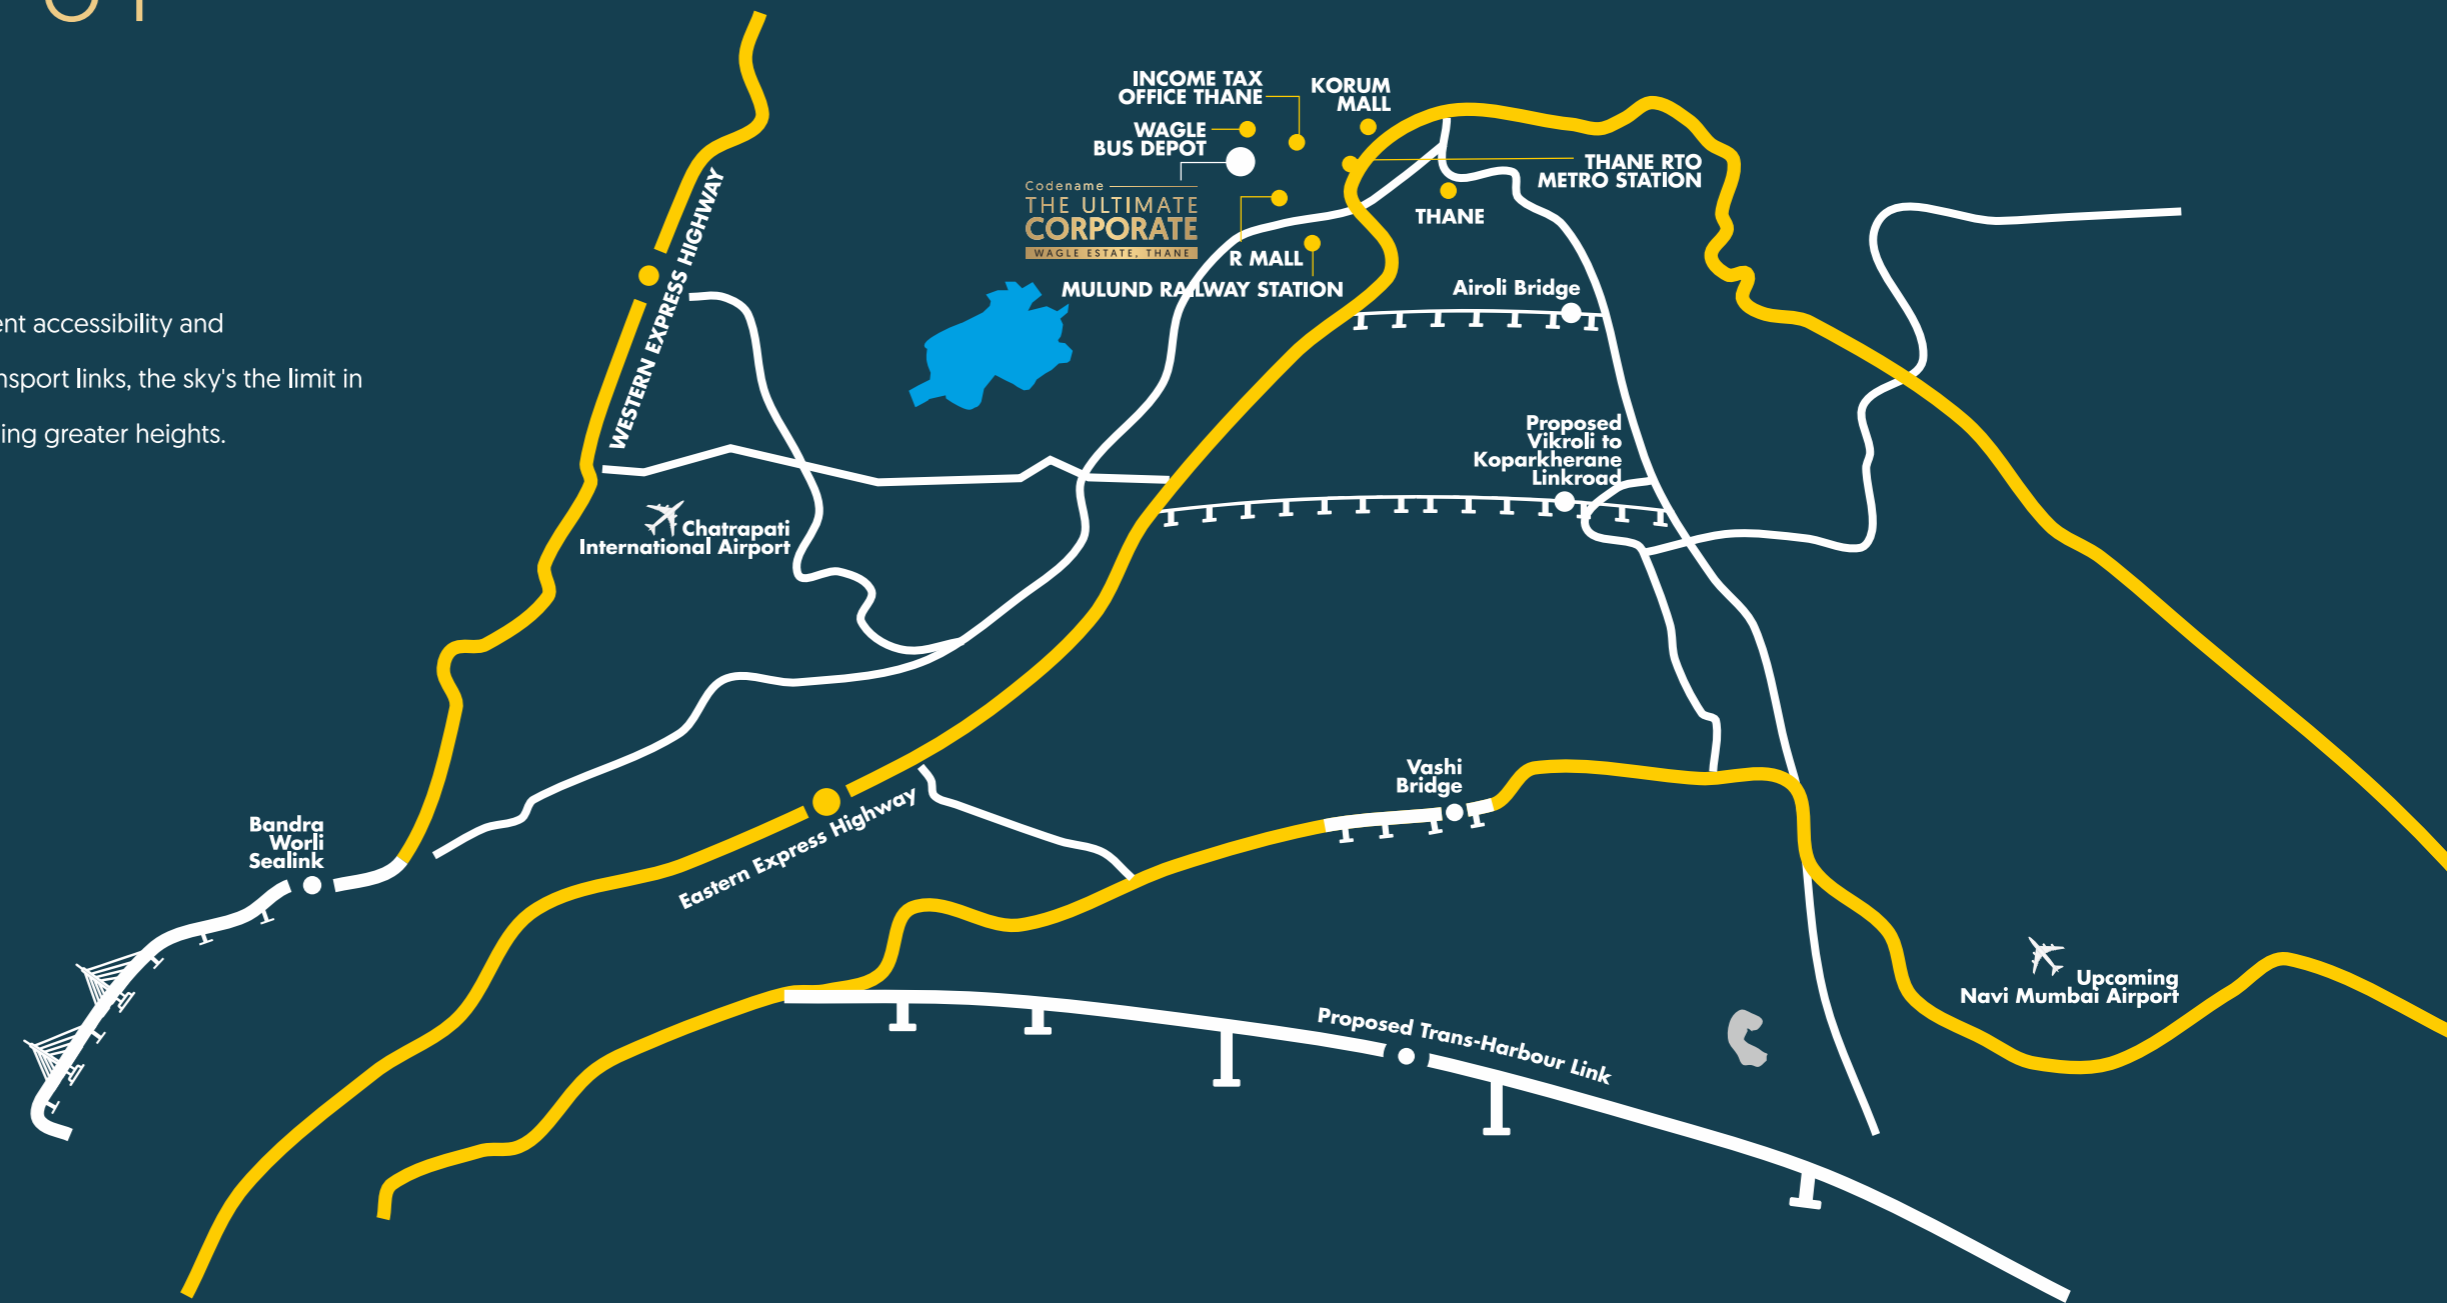 ent accessibility and
nsport links, the sky's the limit in
ing greater heights.
WESTERN EXPRESS HIGHWAY
INCOME TAX
OFFICE THANE
KORUM
MALL
WAGLE
BUS DEPOT
THANE RTO
METRO STATION
Codename
THE ULTIMATE
CORPORATE
WAGLE ESTATE, THANE
THANE
R MALL
MULUND RAILWAY STATION
Airoli Bridge
Proposed
Vikroli to
Koparkherane
Linkroad
Chatrapati
International Airport
Vashi
Bridge
Bandra
Worli
Sealink
Eastern Express Highway
Upcoming
Navi Mumbai Airport
Proposed Trans-Harbour Link